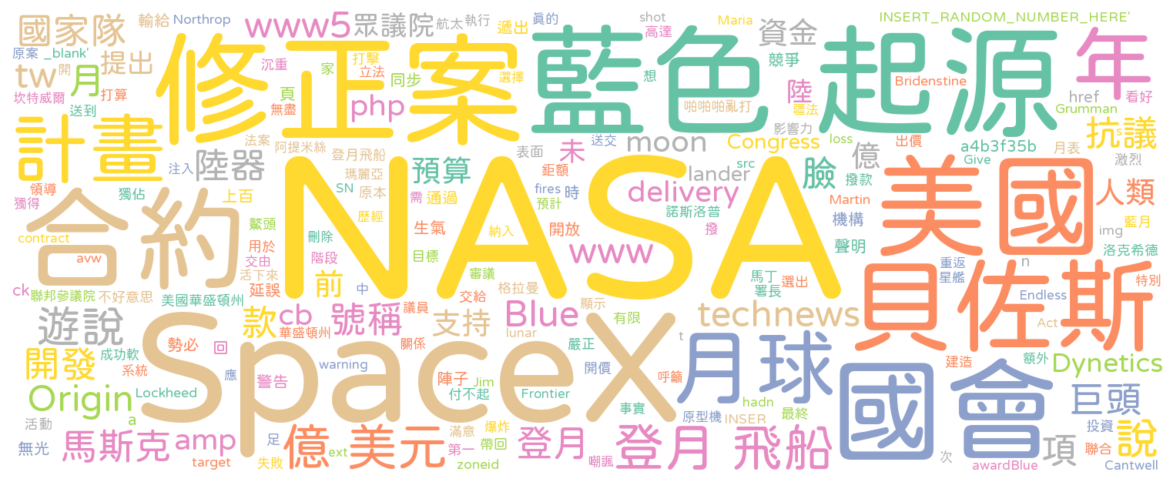 國家隊 輸給 Northrop www5 眾議院 航太 執行 遞出 真的 shot Maria 資金 INSERT_RANDOM_NUMBER_HERE'
原案 _blank' 沉重 打擊 高達 競爭 年
tw 開 月 提出 家 立法 選擇 想 陸 Bridenstine href 看好
坎特威爾 打算 送到 無盡 頁 同步 修正案 藍色起源 啪啪啪亂打 疆法 Grumman
計畫 php 影響力 抗議
法案 阿提米絲 送交 loss 出價 a4b3f35b
陸器 登月飛船 表面 未 moon Congress 億 Give 月表 激烈
注入 瑪麗亞 預算 lander src 臉 撥款 人類
獨佔 SN 原本 需 通過 fires 時 delivery Martin
領導 上百 預計 鉅額 機構 藍月
獨得 鰲頭 歷經 生氣 諾斯洛普 美國 img
合約 刪除 納入 NASA 開放 撥 聲明 洛克希德
contract 用於 階段 目標 www 重返 n
avw 交由 審議 馬丁 選出 星艦 特別
ck 聯邦參議院 不好意思 活下來 延誤 前 中 格拉曼 署長 Endless
美國華盛頓州 議員 交給 顯示 貝佐斯
遊說 款 cb 號稱 支持 Blue technews
華盛頓州 關係 lunar 有限 t Act
開發 成功軟 勢必 回 嚴正 月球 建造 額外 Dynetics
系統 應 warning 陣子 Jim SpaceX 開價 呼籲
Origin Lockheed 警告 付不起 Frontier 國會 巨頭
活動 a 事實 原型機 hadn INSER 投資
馬斯克 amp 足 億 美元 滿意 爆炸 登月 登月 飛船 最終 說
無光 target 失敗 ext 第一 帶回 嘲諷 次 項 聯合
zoneid awardBlue Cantwell